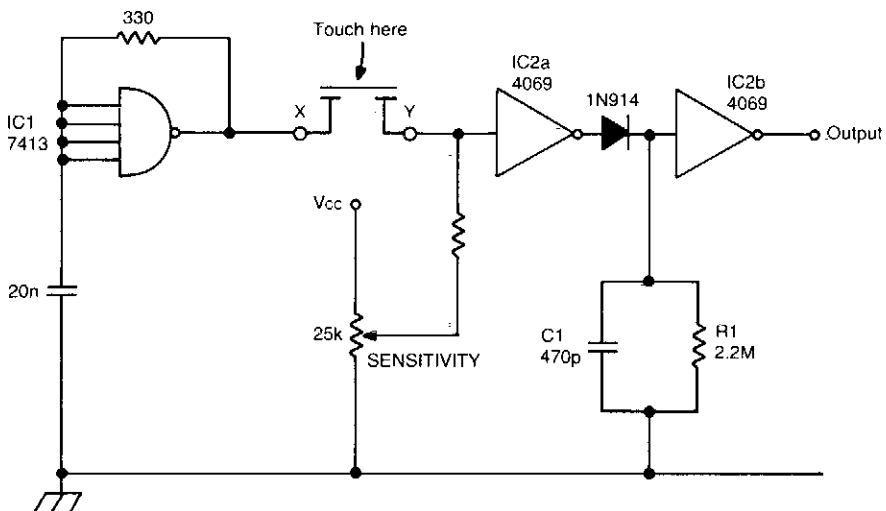 330
Touch here
IC2a
4069
1N914
IC2b
4069
IC1
7413
X
Y
Output
Vcc
20n
25k
SENSITIVITY
C1
470p
R1
2.2M